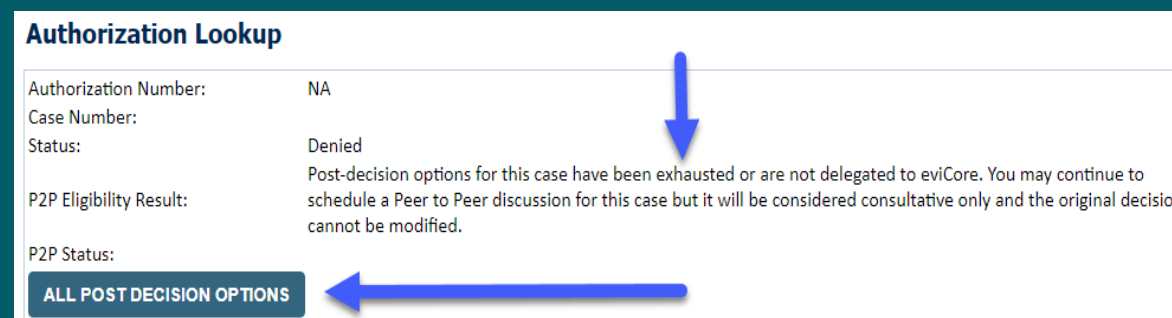 Authorization Lookup
Authorization Number: NA
Case Number:
Status: Denied
Post-decision options for this case have been exhausted or are not delegated to eviCore. You may continue to
P2P Eligibility Result: schedule a Peer to Peer discussion for this case but it will be considered consultative only and the original decisio
cannot be modified.
P2P Status:
ALL POST DECISION OPTIONS